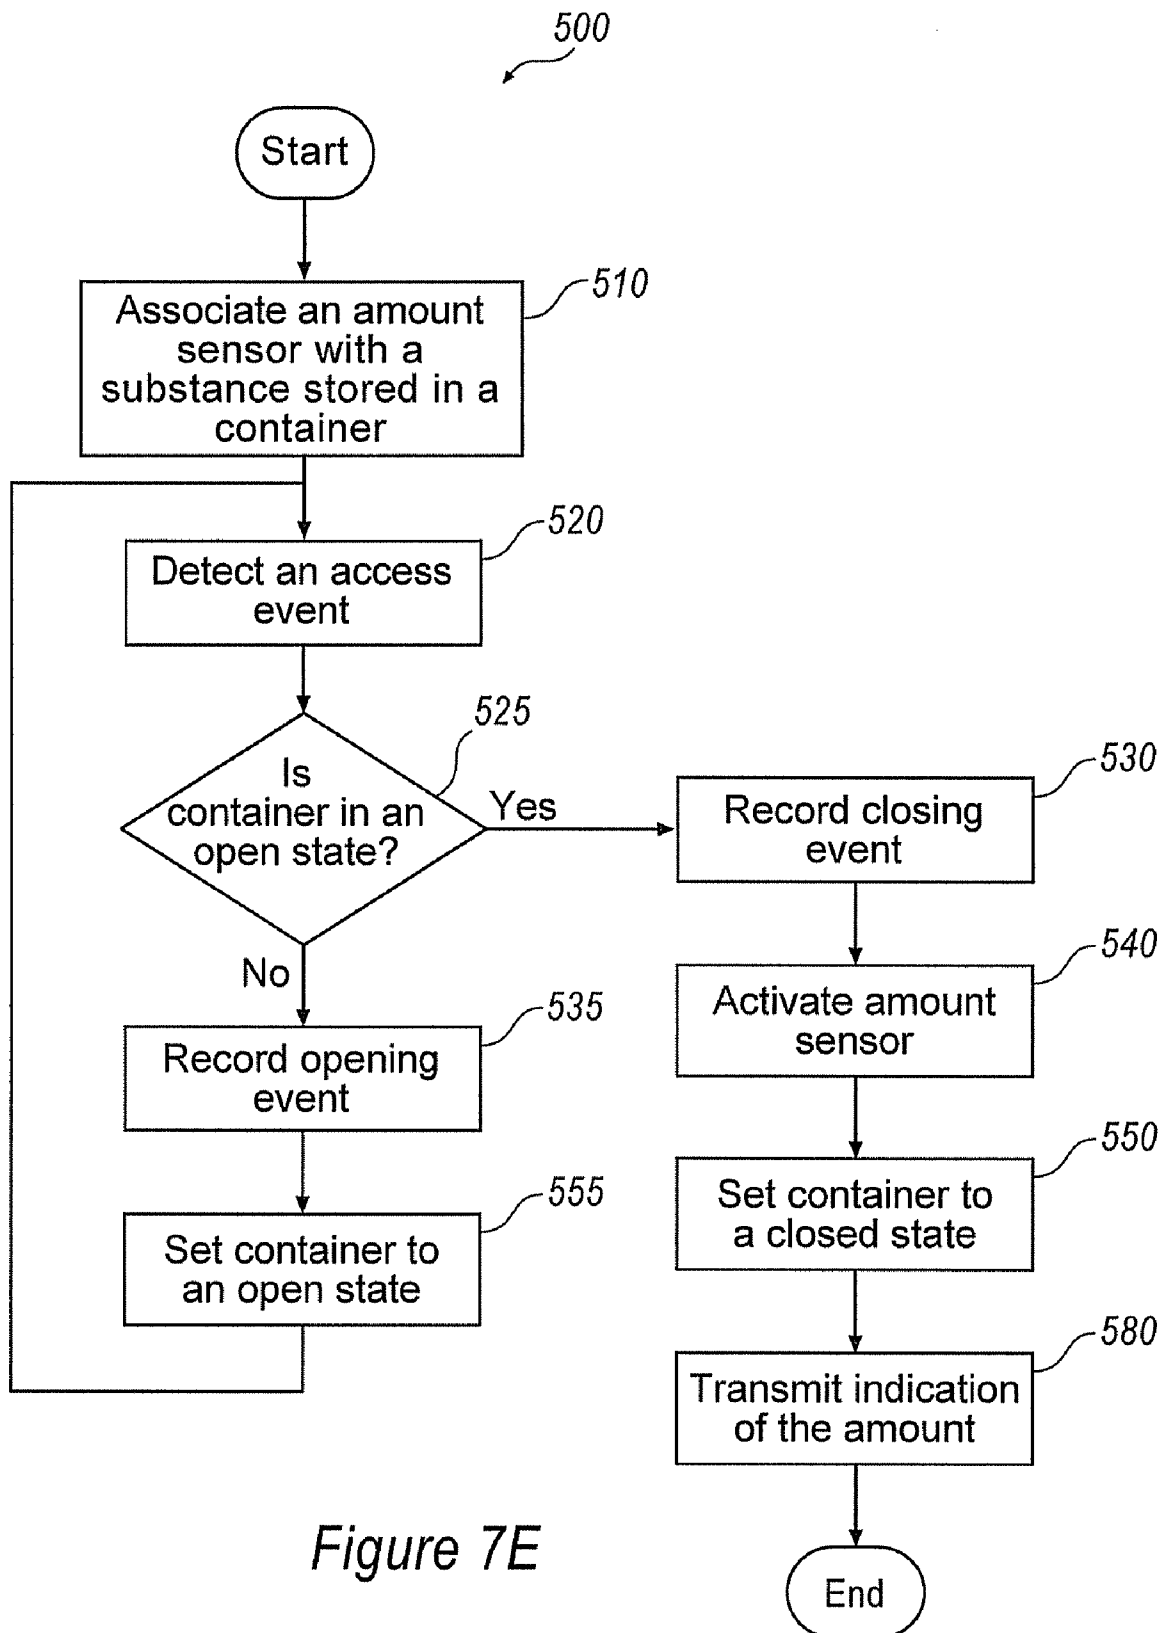 500
Start
510
Associate an amount
sensor with a
substance stored in a
container
520
Detect an access
event
525
Is
container in an
open state?
Yes
No
530
Record closing
event
540
Activate amount
sensor
535
Record opening
event
550
Set container to
a closed state
555
Set container to
an open state
580
Transmit indication
of the amount
End
Figure 7E